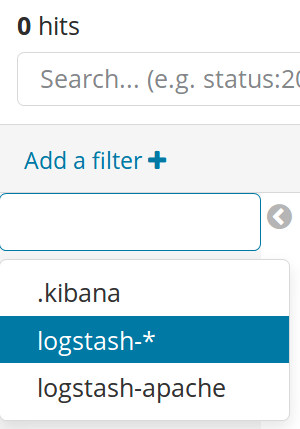 0 hits
Search... (e.g. status:20
Add a filter +
.kibana
logstash-*
logstash-apache